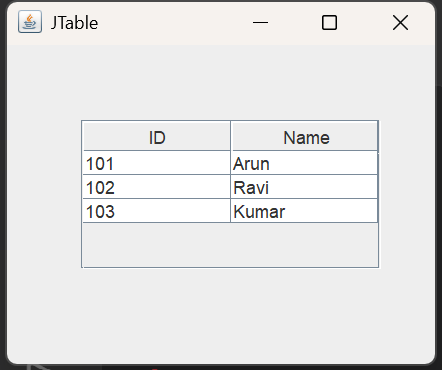 JTable
ID Name
101 Arun
102 Ravi
103 Kumar